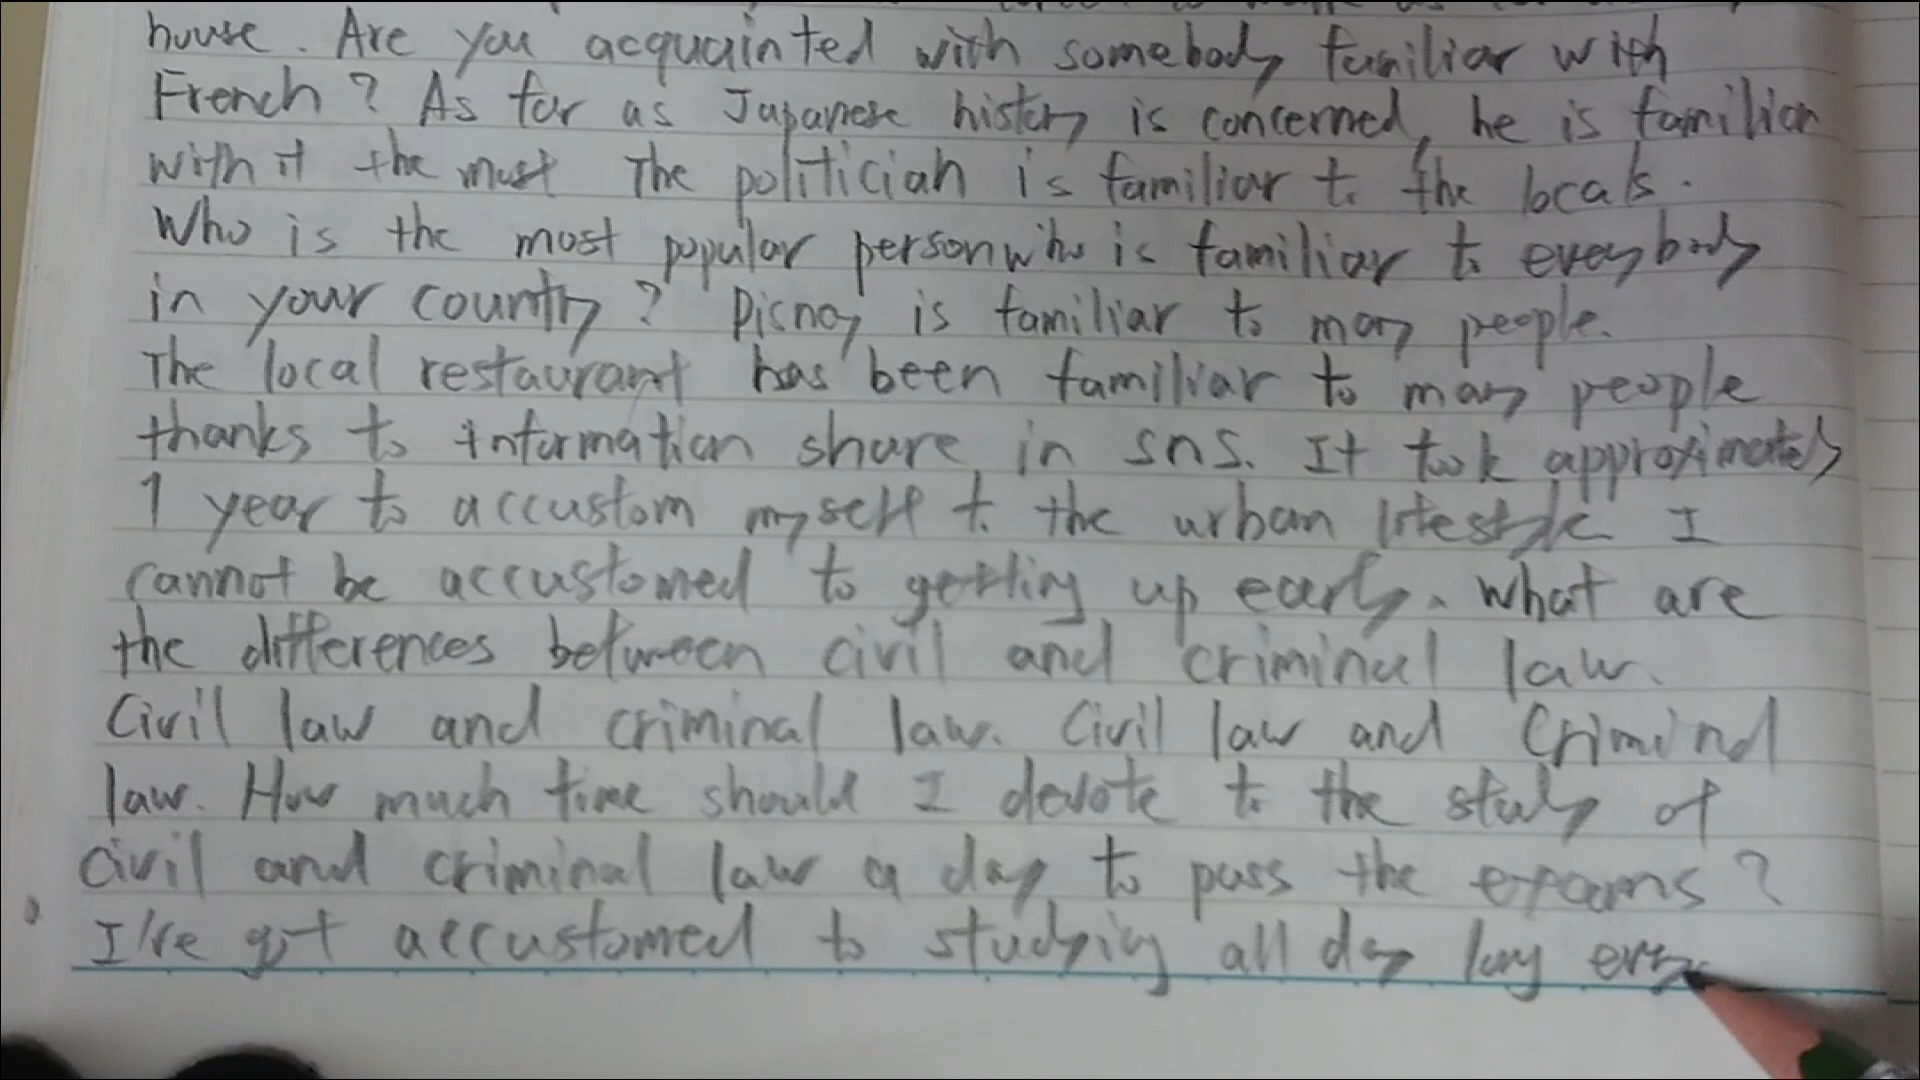 house. Are you acquainted with somebody familiar with
French? As far as Japanese history is concerned, he is familiar
with it the most The politician is familiar to the locals.
Who is the most popular person who is familiar to everybody
in your country? Disney is familiar to many people.
The local restaurant has been familiar to many people
thanks to information share in SNS. It took approximately
1 year to accustom myself to the urban lifestyle I
cannot be accustomed to getting up early. What are
the differences between civil and criminal law.
Civil law and criminal law. Civil law and Criminal
law. How much time should I devote to the study of
civil and criminal law a day to pass the exams?
I've got accustomed to studying all day long